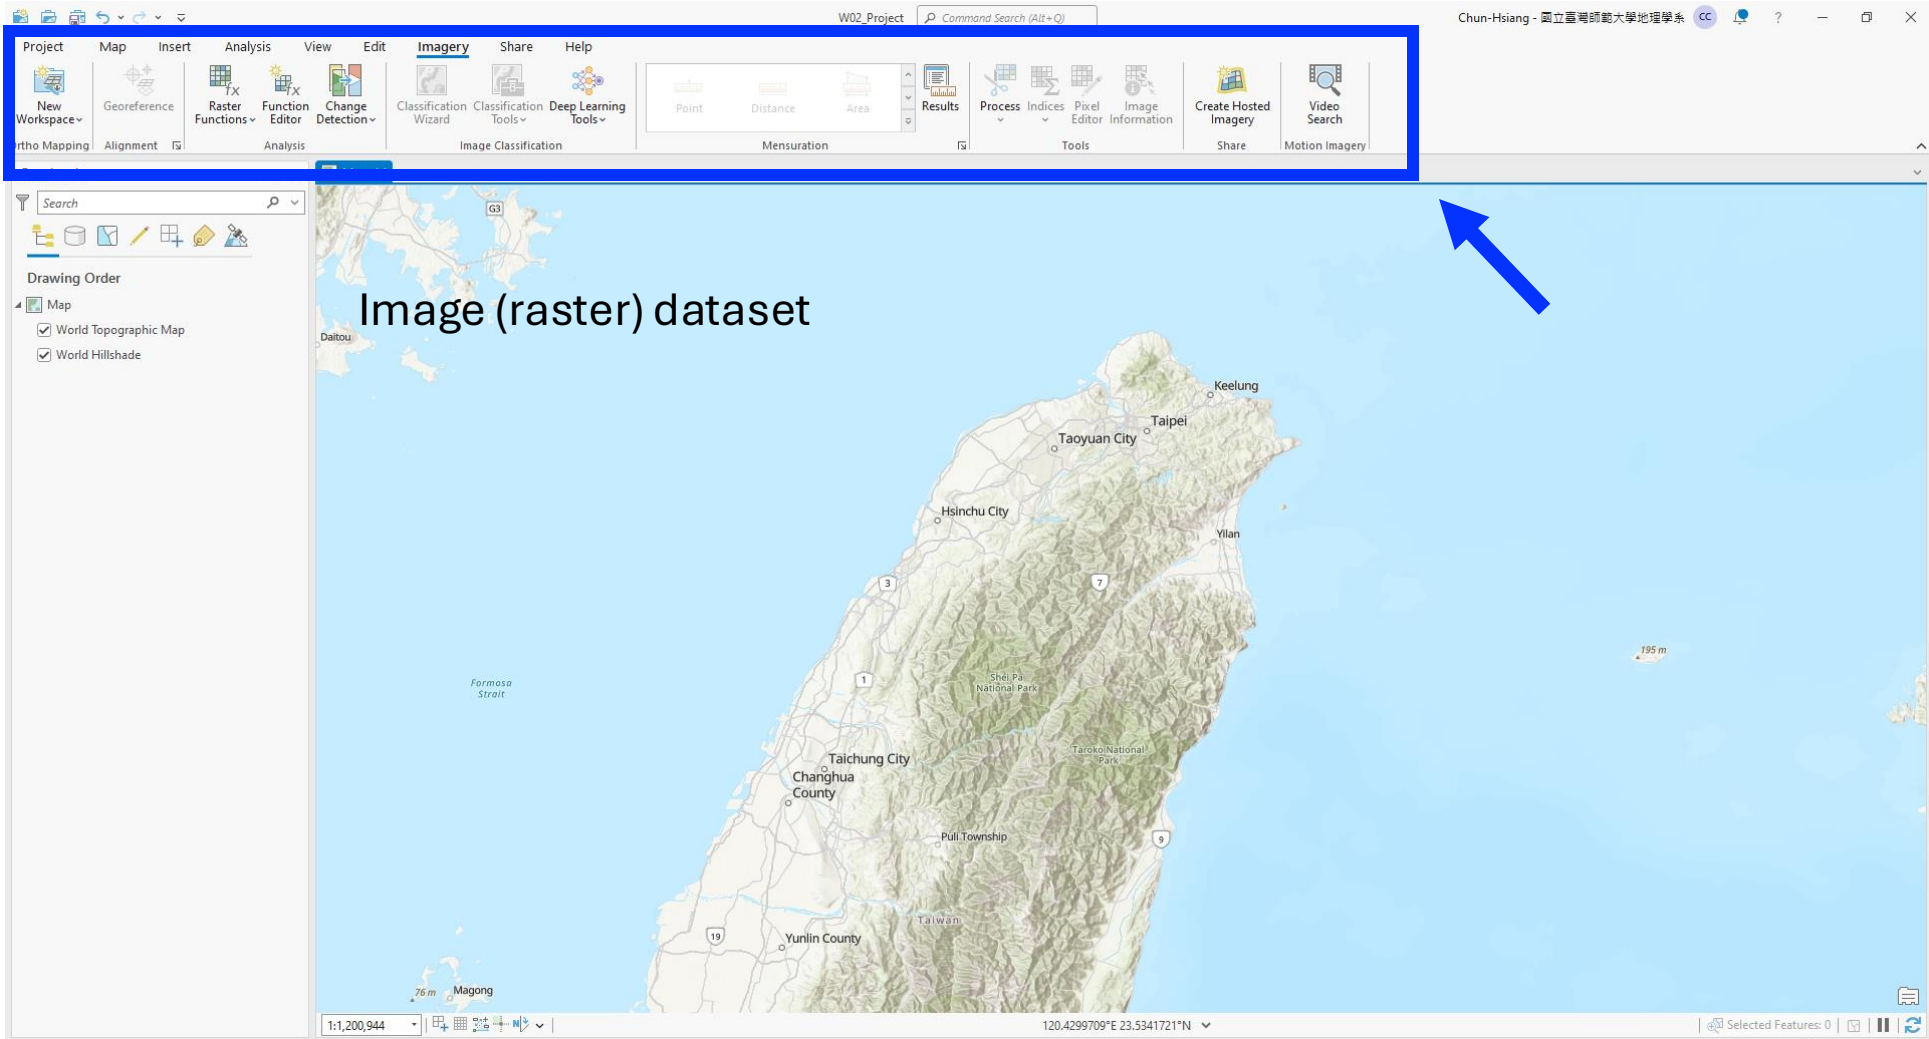 W02_Project
Command Search (Alt+Q)
Chun-Hsiang - 國立臺灣師範大學地理學系
CC
?
Project Map Insert Analysis View Edit Imagery Share Help
New Workspace
Georeference
Raster Functions
Function Editor
Change Detection
Classification Wizard
Classification Tools
Deep Learning Tools
Point
Distance
Area
Results
Process
Indices
Pixel Editor
Image Information
Create Hosted Imagery
Video Search
rtho Mapping
Alignment
Analysis
Image Classification
Mensuration
Tools
Share
Motion Imagery
Search
Drawing Order
Map
World Topographic Map
World Hillshade
G3
Image (raster) dataset
Daitou
Keelung
Taipei
Taoyuan City
Hsinchu City
Yilan
3
7
195 m
1
Shei Pa
National Park
Formosa
Strait
Taroko National
Park
Taichung City
Changhua
County
Puli Township
9
Taiwan
19
Yunlin County
76 m
Magong
1:1,200,944
120.4299709°E 23.5341721°N
Selected Features: 0